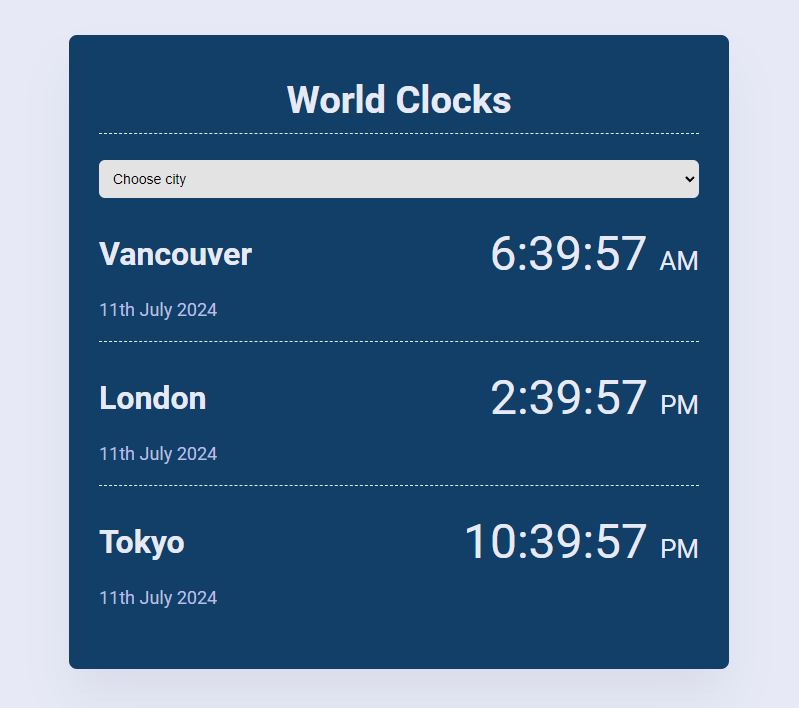 World Clocks
Choose city
Vancouver 6:39:57 AM
11th July 2024
London 2:39:57 PM
11th July 2024
Tokyo 10:39:57 PM
11th July 2024